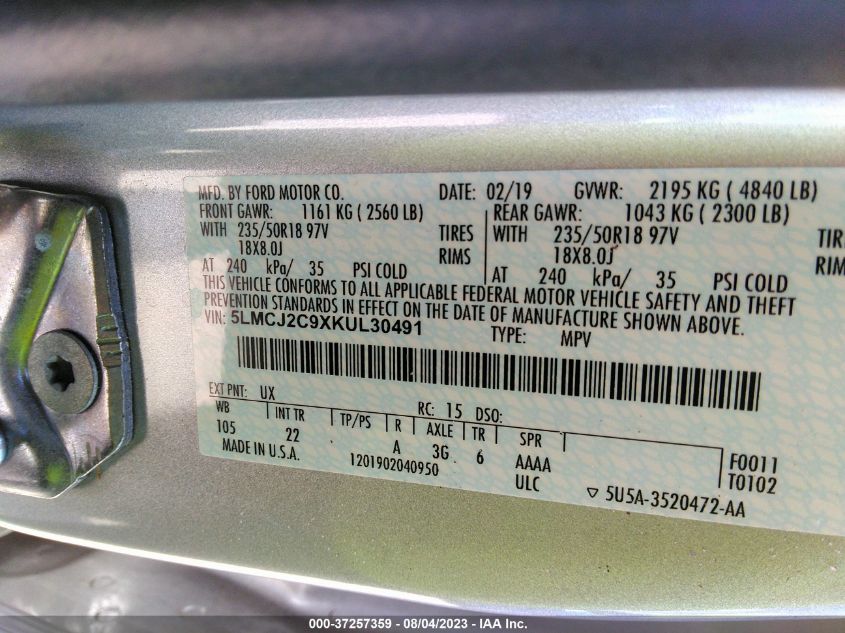 MFD. BY FORD MOTOR CO. DATE: 02/19 GVWR: 2195 KG ( 4840 LB)
FRONT GAWR: 1161 KG ( 2560 LB) REAR GAWR: 1043 KG ( 2300 LB)
WITH 235/50R18 97V TIRES WITH 235/50R18 97V TIR
18X8.0J RIMS 18X8.0J RIM
AT 240 kPa/ 35 PSI COLD AT 240 kPa/ 35 PSI COLD
THIS VEHICLE CONFORMS TO ALL APPLICABLE FEDERAL MOTOR VEHICLE SAFETY AND THEFT
PREVENTION STANDARDS IN EFFECT ON THE DATE OF MANUFACTURE SHOWN ABOVE.
VIN: 5LMCJ2C9XKUL30491 TYPE: MPV
EXT PNT: UX RC: 15 DSO:
WB INT TR TP/PS R AXLE TR SPR
105 22 A 3G 6 AAAA F0011
MADE IN U.S.A. 1201902040950 ULC T0102
▽ 5U5A-3520472-AA
000-37257359 - 08/04/2023 - IAA Inc.